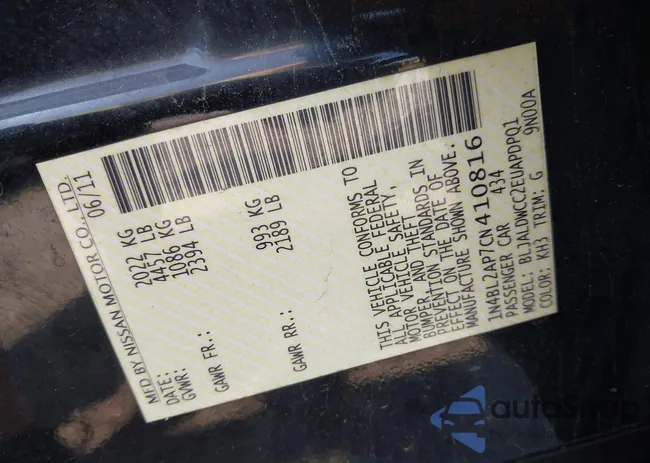 MFD BY NISSAN MOTOR CO., LTD.
DATE: 06/11
GVWR: 2022 KG
4457 LB
GAWR FR.: 1086 KG
2394 LB
GAWR RR.: 993 KG
2189 LB
THIS VEHICLE CONFORMS TO
ALL APPLICABLE FEDERAL
MOTOR VEHICLE SAFETY,
BUMPER, AND THEFT
PREVENTION STANDARDS IN
EFFECT ON THE DATE OF
MANUFACTURE SHOWN ABOVE.
1N4BL2AP7CN410816
PASSENGER CAR 434
MODEL: BLJALDWCCZEUAPDPQ1
COLOR: KH3 TRIM: G 9N00A